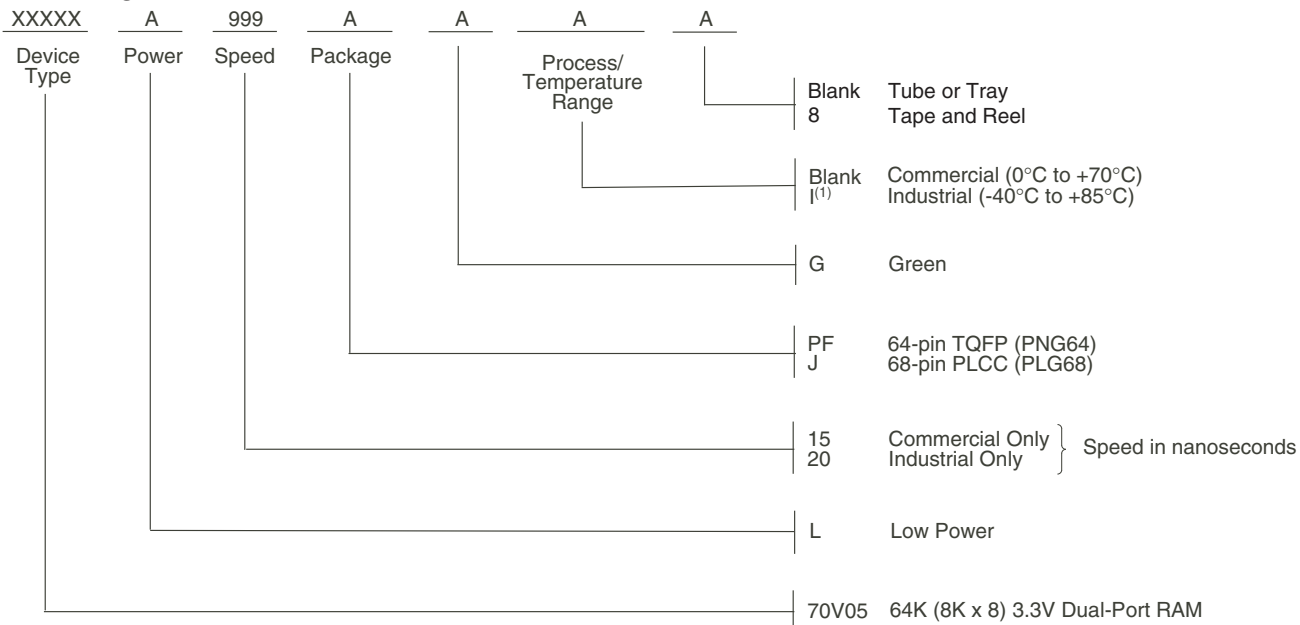 XXXXX A 999 A A A A
Device Type Power Speed Package Process/ Temperature Range
Blank Tube or Tray
8 Tape and Reel
Blank Commercial (0°C to +70°C)
I(1) Industrial (-40°C to +85°C)
G Green
PF 64-pin TQFP (PNG64)
J 68-pin PLCC (PLG68)
15 Commercial Only
20 Industrial Only
Speed in nanoseconds
L Low Power
70V05 64K (8K x 8) 3.3V Dual-Port RAM